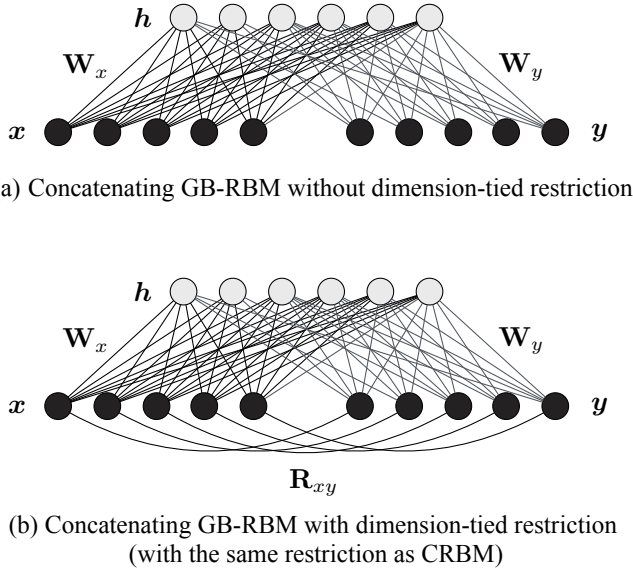 h
W_x
W_y
x
y
a) Concatenating GB-RBM without dimension-tied restriction
h
W_x
W_y
x
y
R_xy
(b) Concatenating GB-RBM with dimension-tied restriction
(with the same restriction as CRBM)